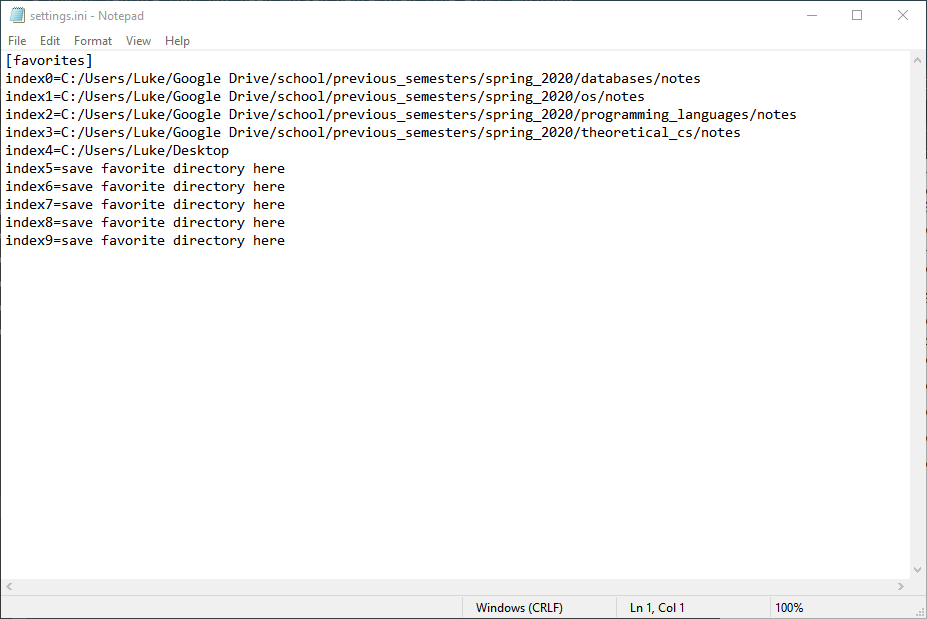 settings.ini - Notepad
File Edit Format View Help
[favorites]
index0=C:/Users/Luke/Google Drive/school/previous_semesters/spring_2020/databases/notes
index1=C:/Users/Luke/Google Drive/school/previous_semesters/spring_2020/os/notes
index2=C:/Users/Luke/Google Drive/school/previous_semesters/spring_2020/programming_languages/notes
index3=C:/Users/Luke/Google Drive/school/previous_semesters/spring_2020/theoretical_cs/notes
index4=C:/Users/Luke/Desktop
index5=save favorite directory here
index6=save favorite directory here
index7=save favorite directory here
index8=save favorite directory here
index9=save favorite directory here
Windows (CRLF) Ln 1, Col 1 100%